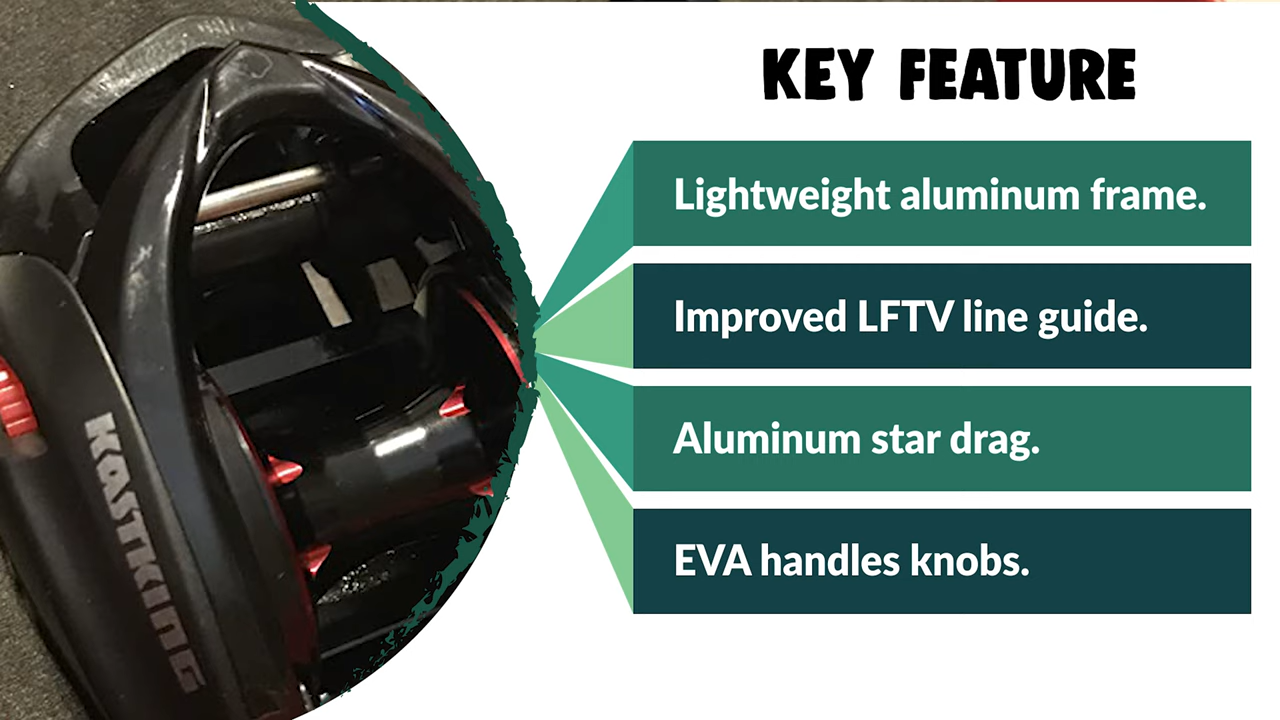 KEY FEATURE
Lightweight aluminum frame.
Improved LFTV line guide.
Aluminum star drag.
EVA handles knobs.
KASTKING